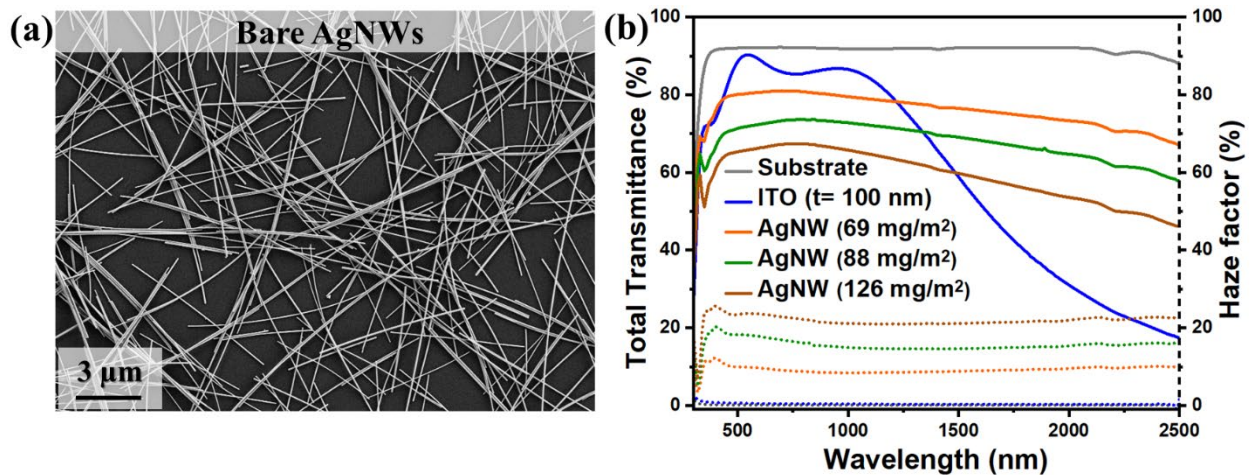 (a)
Bare AgNWs
3 µm
(b)
Total Transmittance (%)
100
80
60
40
20
0
Substrate
ITO (t= 100 nm)
AgNW (69 mg/m²)
AgNW (88 mg/m²)
AgNW (126 mg/m²)
100
80
60
40
20
0
Haze factor (%)
500 1000 1500 2000 2500
Wavelength (nm)